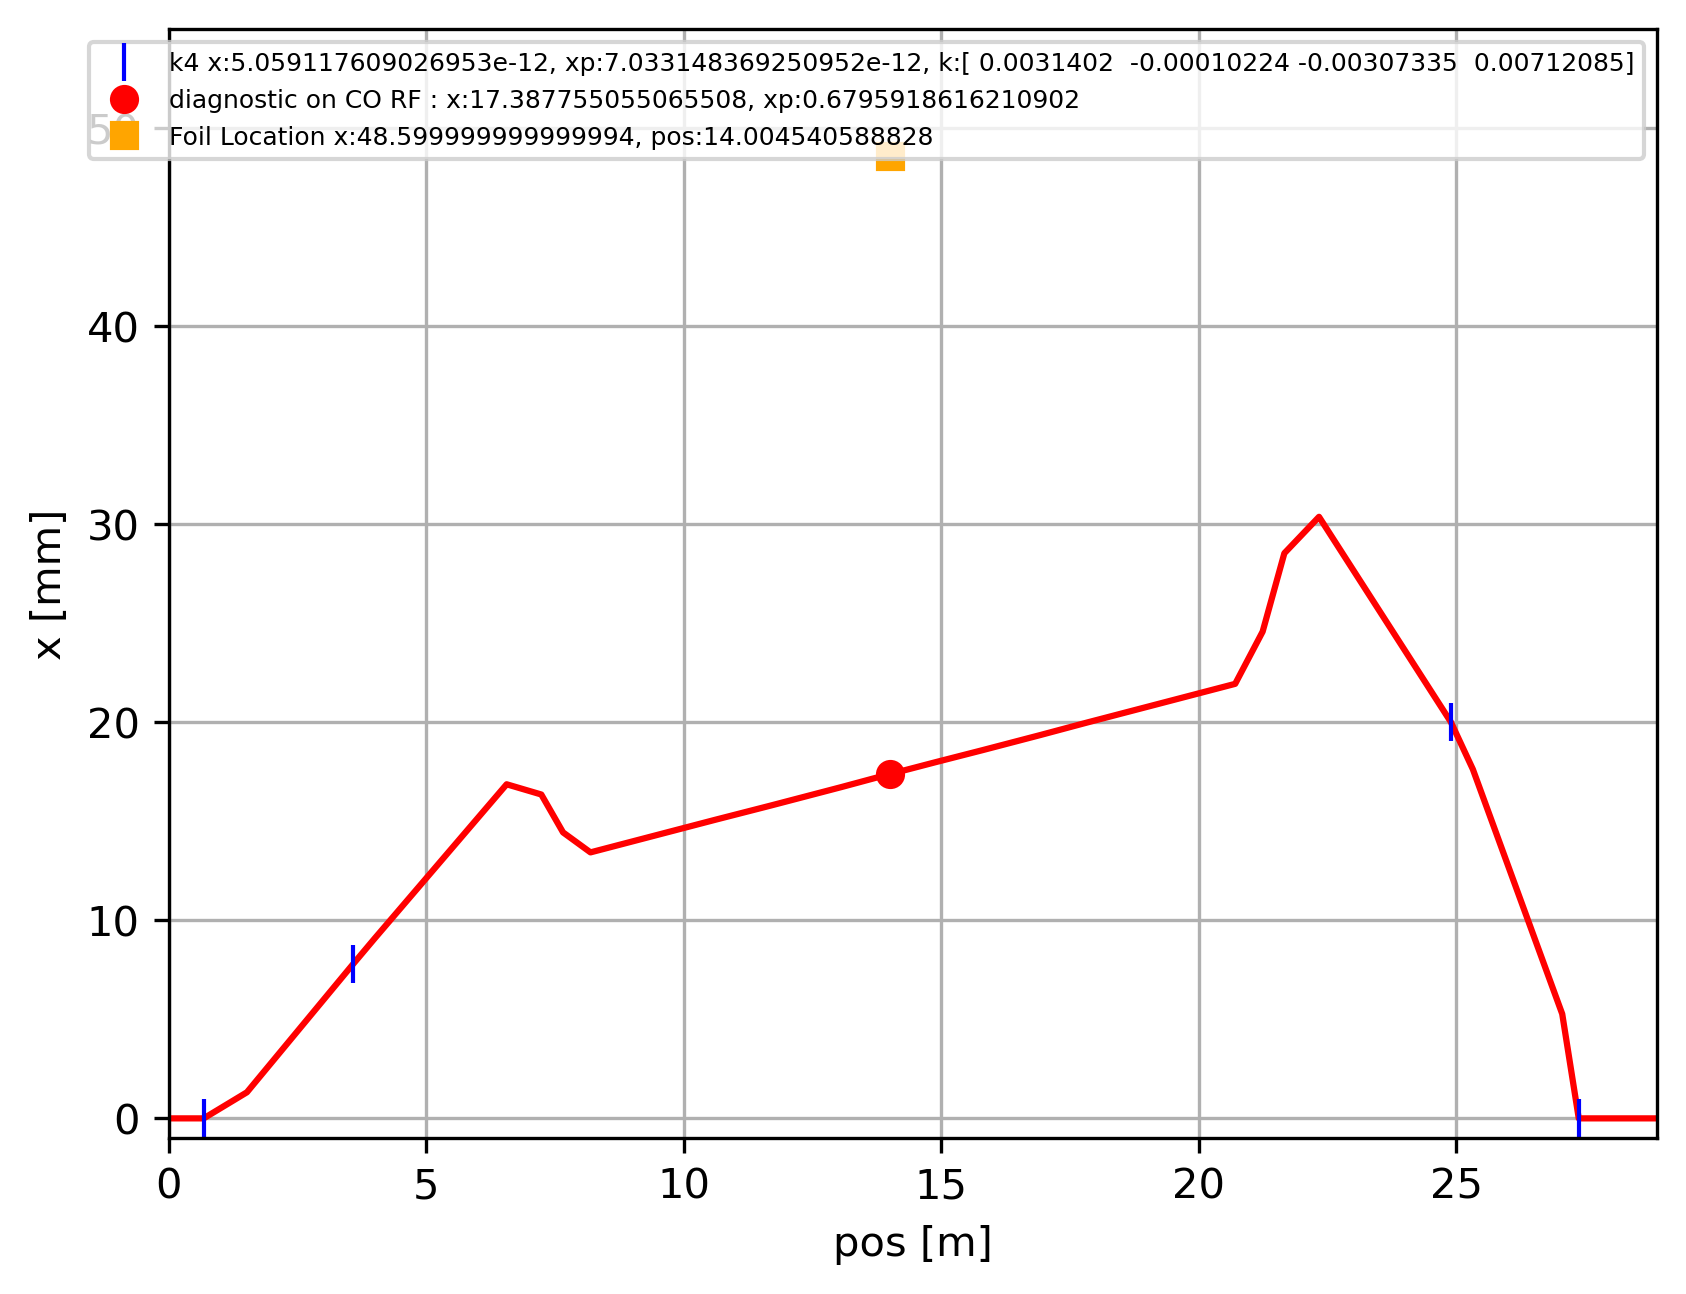 k4 x:5.059117609026953e-12, xp:7.033148369250952e-12, k:[ 0.0031402  -0.00010224 -0.00307335  0.00712085]
diagnostic on CO RF : x:17.387755055065508, xp:0.6795918616210902
Foil Location x:48.599999999999994, pos:14.004540588828
50
40
30
20
10
0
x [mm]
0 5 10 15 20 25
pos [m]